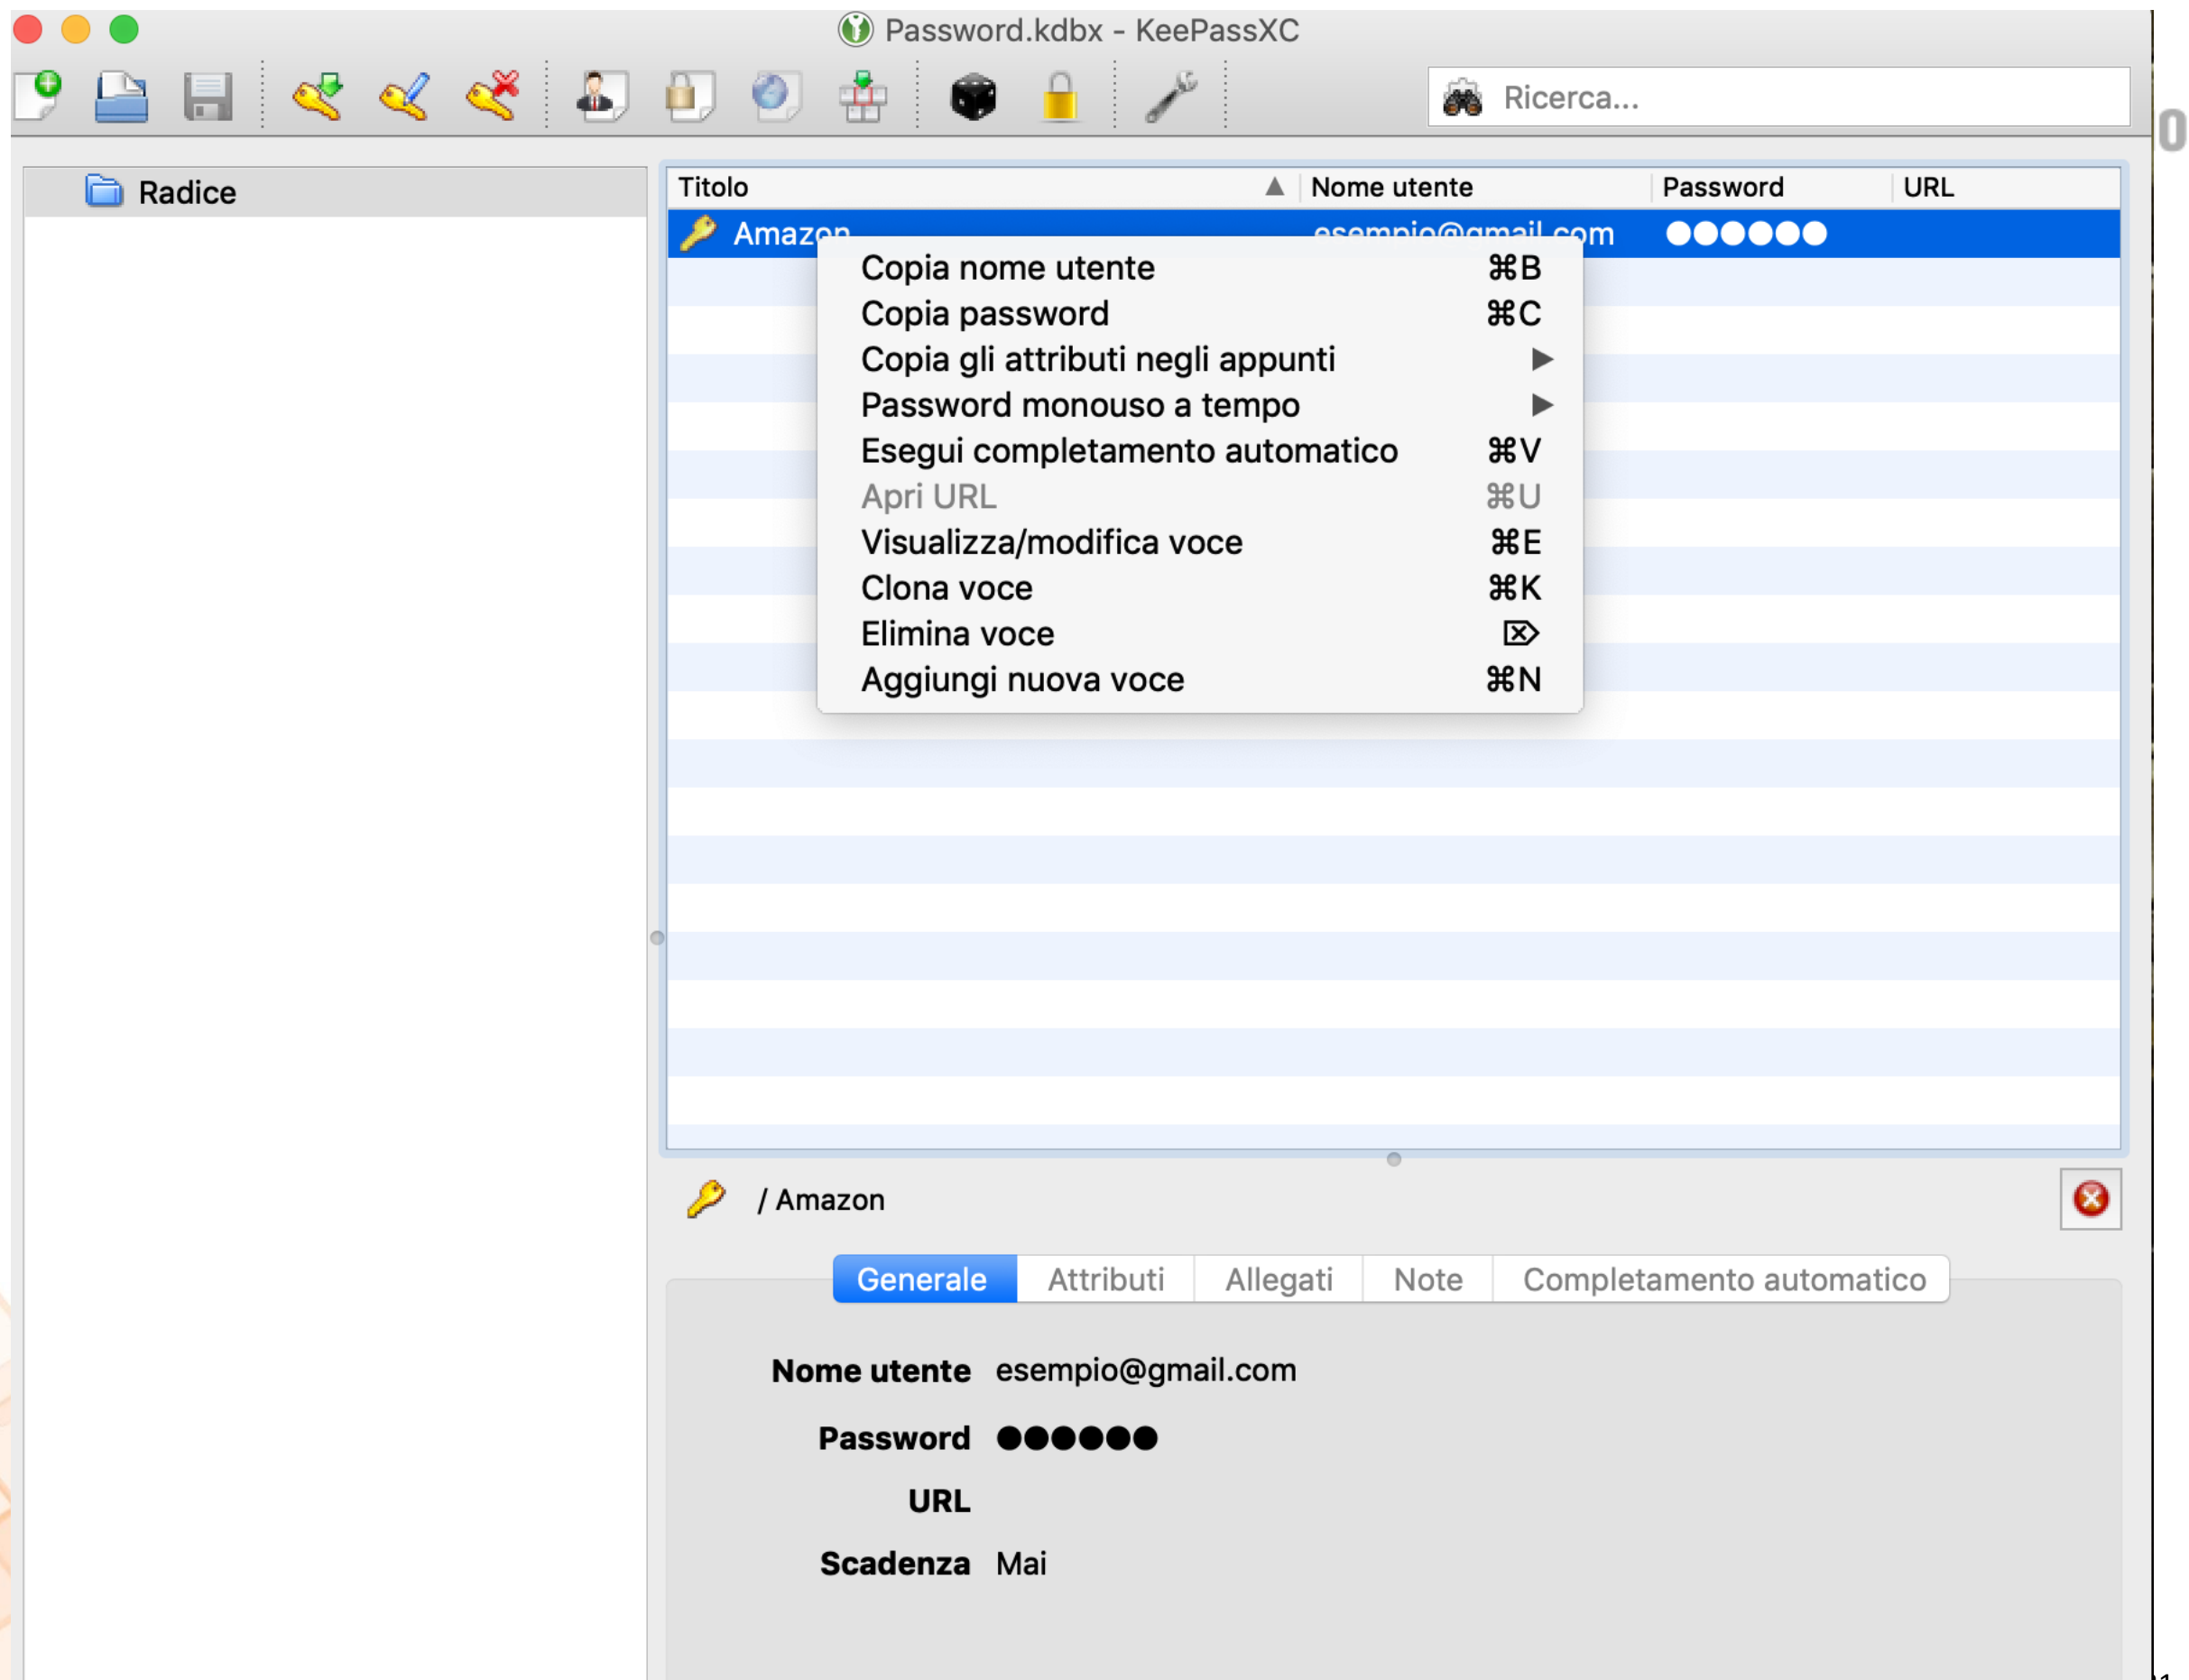 Password.kdbx - KeePassXC
Ricerca...
Radice
Titolo ▲ Nome utente Password URL
Amazon esempio@gmail.com ●●●●●●
Copia nome utente ⌘B
Copia password ⌘C
Copia gli attributi negli appunti ▶
Password monouso a tempo ▶
Esegui completamento automatico ⌘V
Apri URL ⌘U
Visualizza/modifica voce ⌘E
Clona voce ⌘K
Elimina voce ⌦
Aggiungi nuova voce ⌘N
/ Amazon
Generale Attributi Allegati Note Completamento automatico
Nome utente esempio@gmail.com
Password ●●●●●●
URL
Scadenza Mai